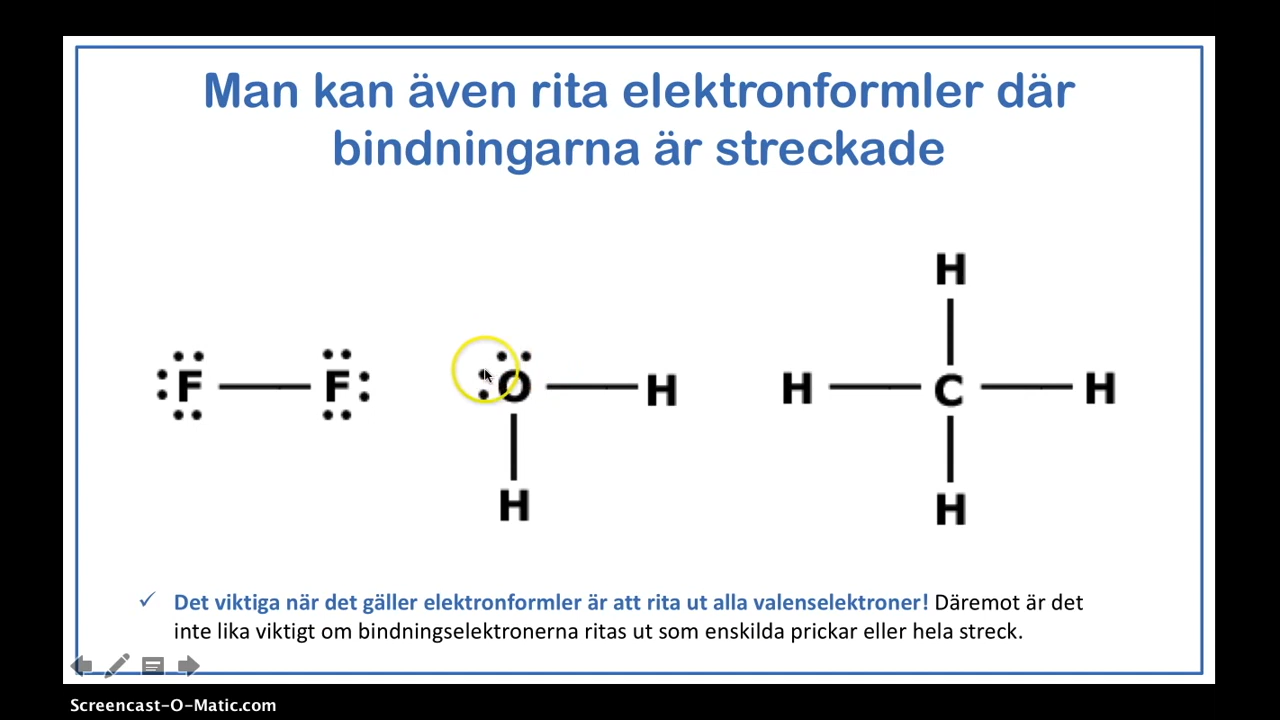 Man kan även rita elektronformler där
bindningarna är streckade
H
F F O H H C H
H H
Det viktiga när det gäller elektronformler är att rita ut alla valenselektroner! Däremot är det
inte lika viktigt om bindningselektronerna ritas ut som enskilda prickar eller hela streck.
Screencast-O-Matic.com